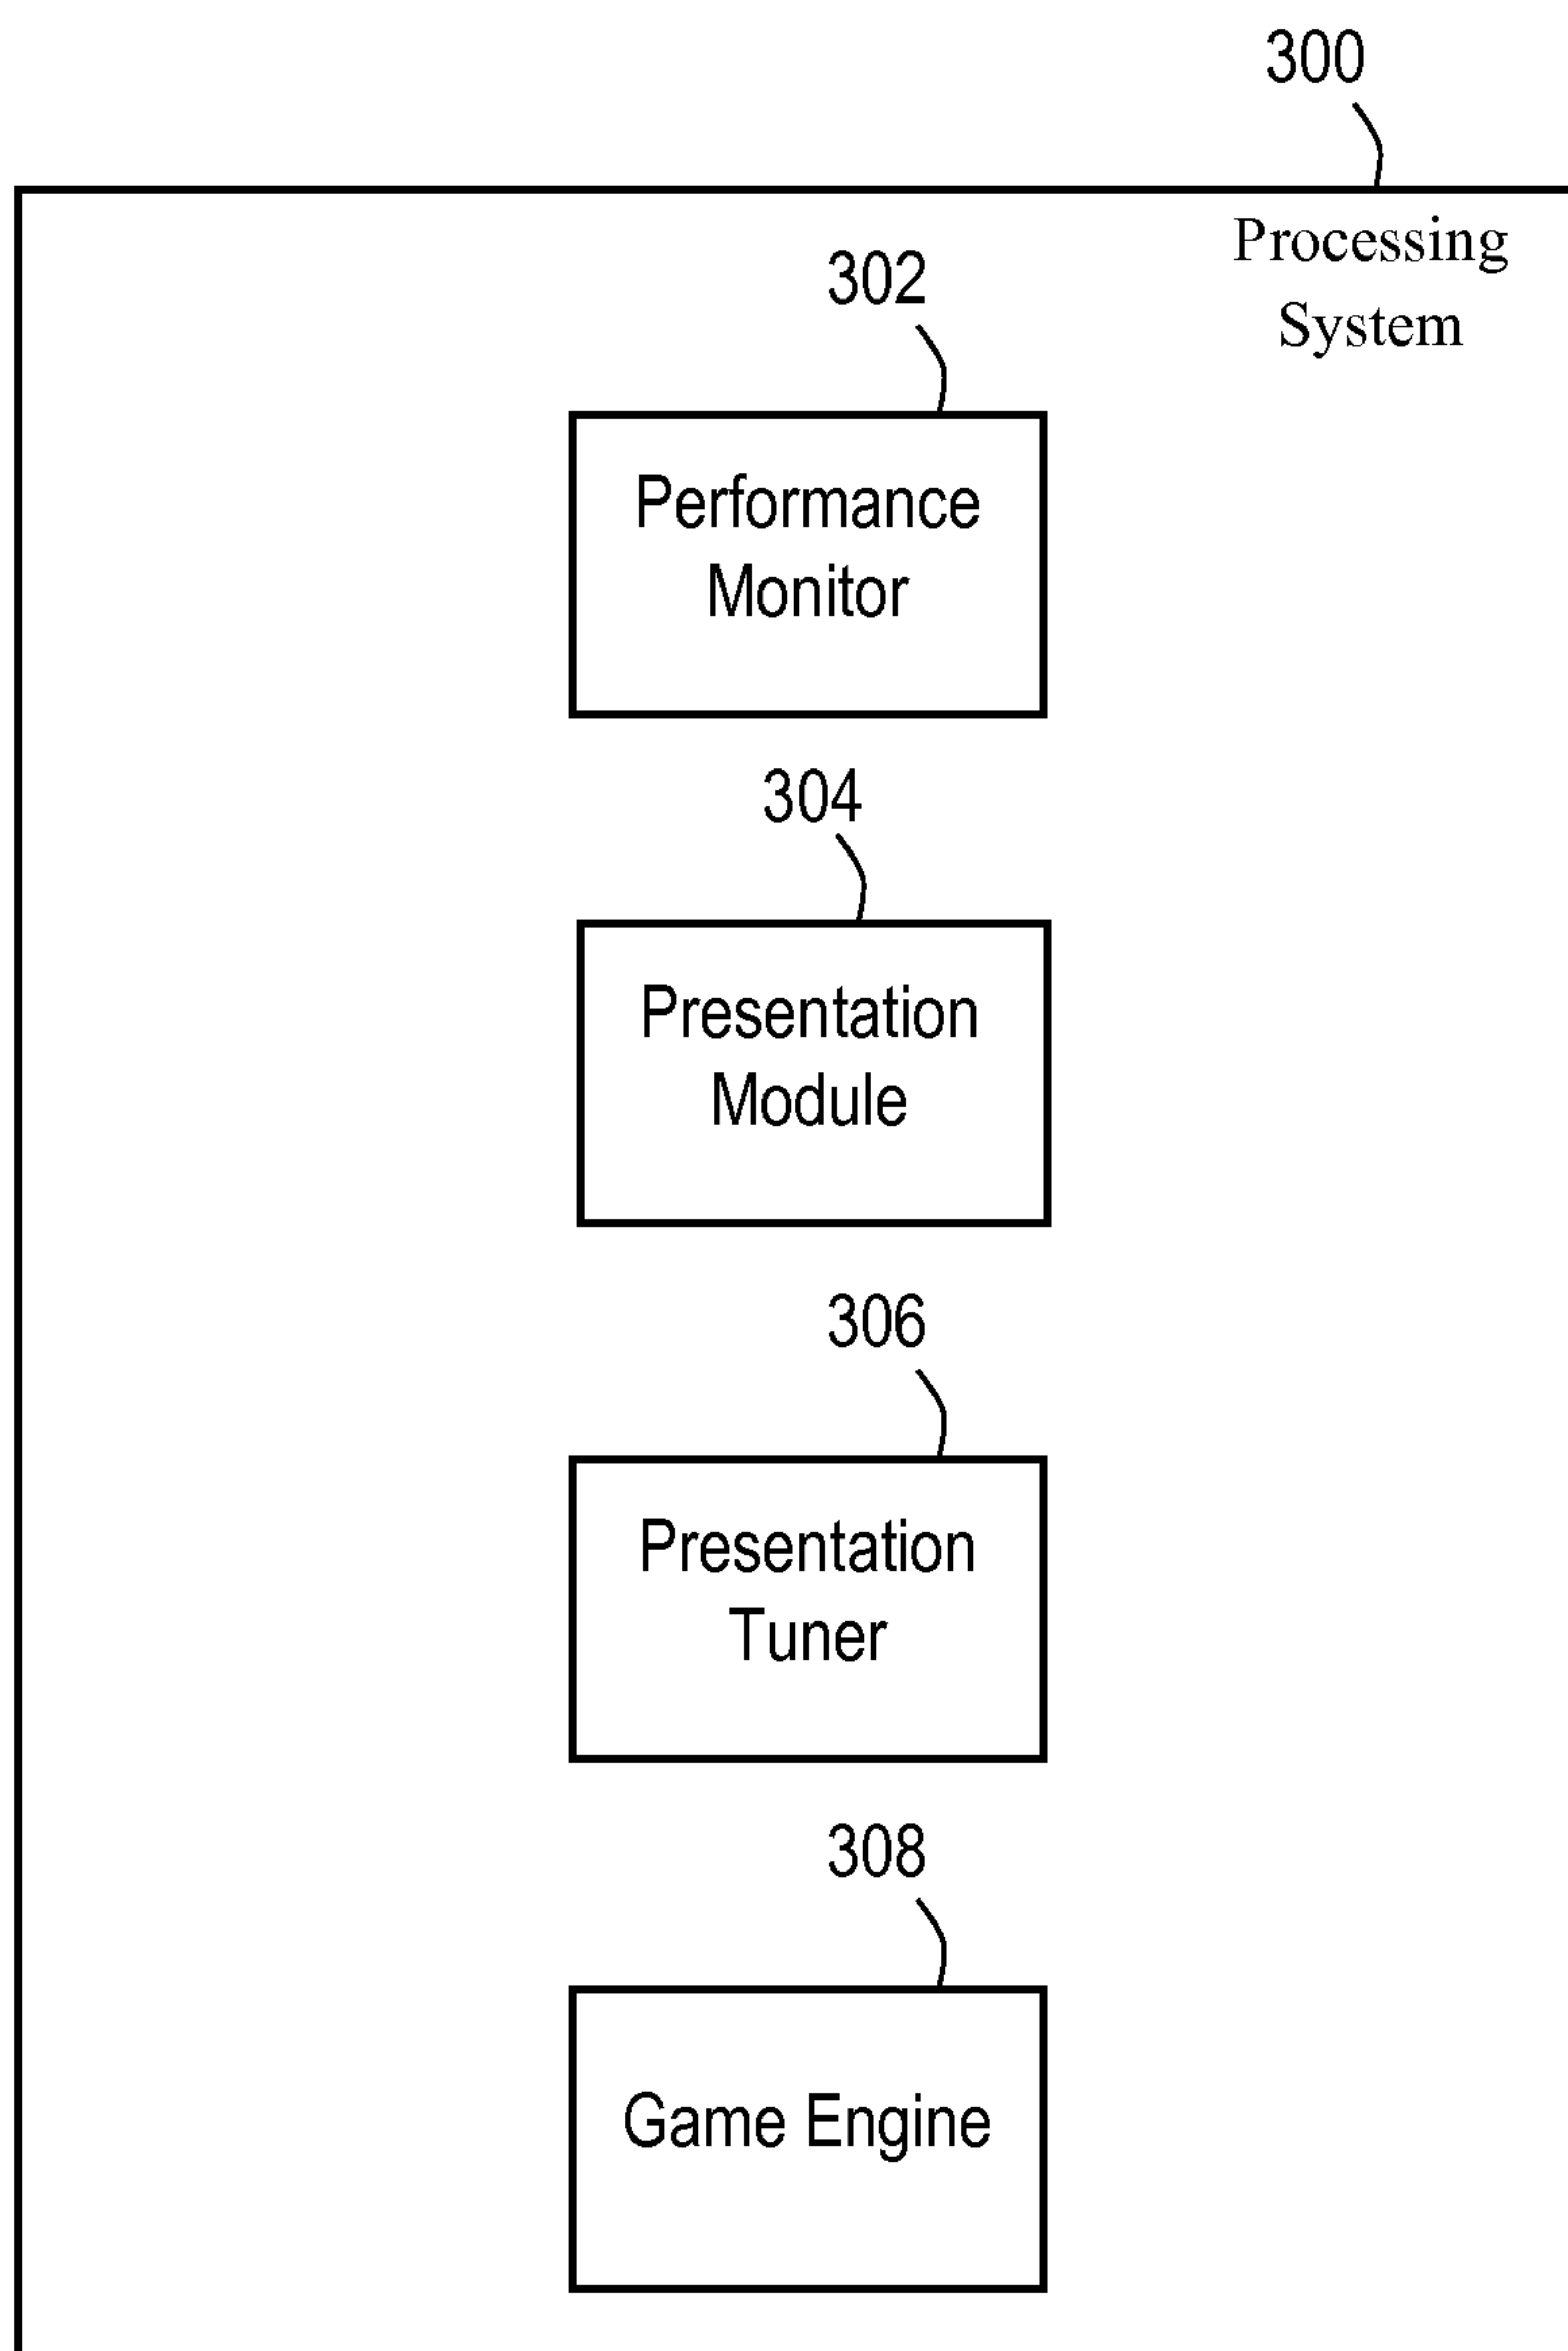 300
Processing
System
302
Performance
Monitor
304
Presentation
Module
306
Presentation
Tuner
308
Game Engine